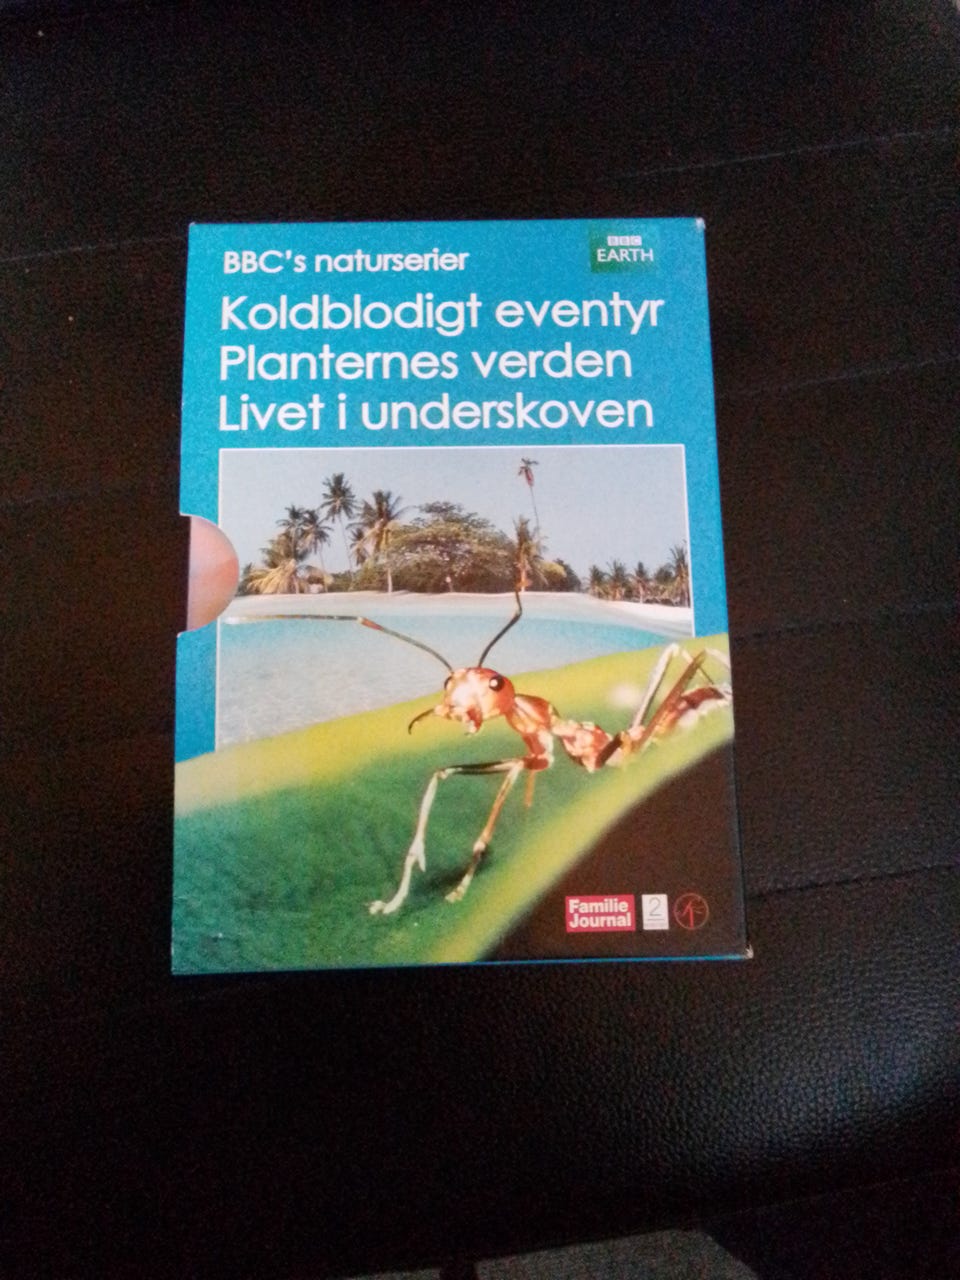 BBC's naturserier
BBC
EARTH
Koldblodigt eventyr
Planternes verden
Livet i underskoven
Familie
Journal
2